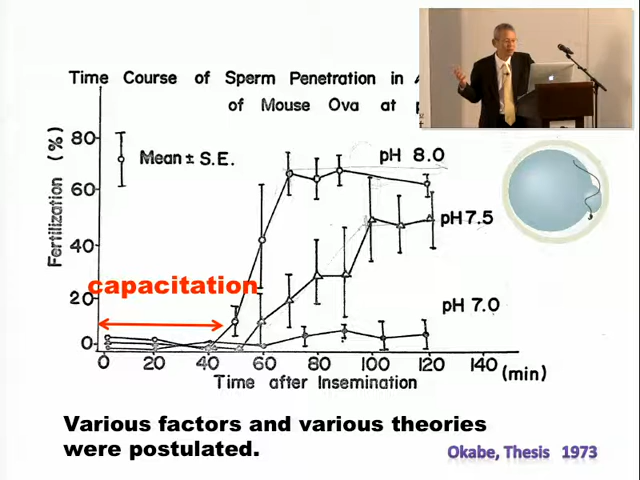 Time Course of Sperm Penetration in
of Mouse Ova at
80
60
40
20
0
Fertilization (%)
Mean ± S.E.
pH 8.0
pH 7.5
pH 7.0
capacitation
0 20 40 60 80 100 120 140 (min)
Time after Insemination
Various factors and various theories
were postulated.
Okabe, Thesis 1973